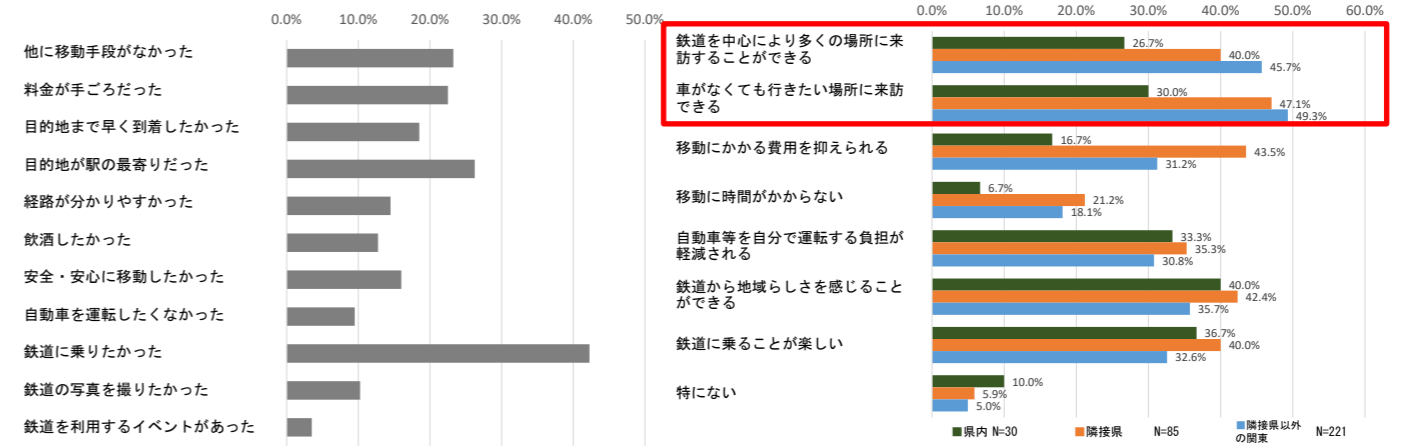 0.0% 10.0% 20.0% 30.0% 40.0% 50.0%
他に移動手段がなかった
料金が手ごろだった
目的地まで早く到着したかった
目的地が駅の最寄りだった
経路が分かりやすかった
飲酒したかった
安全・安心に移動したかった
自動車を運転したくなかった
鉄道に乗りたかった
鉄道の写真を撮りたかった
鉄道を利用するイベントがあった
0.0% 10.0% 20.0% 30.0% 40.0% 50.0% 60.0%
鉄道を中心により多くの場所に来
訪することができる
26.7%
40.0%
45.7%
車がなくても行きたい場所に来訪
できる
30.0%
47.1%
49.3%
移動にかかる費用を抑えられる
16.7%
43.5%
31.2%
移動に時間がかからない
6.7%
21.2%
18.1%
自動車等を自分で運転する負担が
軽減される
33.3%
35.3%
30.8%
鉄道から地域らしさを感じること
ができる
40.0%
42.4%
35.7%
鉄道に乗ることが楽しい
36.7%
40.0%
32.6%
特にない
10.0%
5.9%
5.0%
県内 N=30
隣接県 N=85
隣接県以外
の関東 N=221